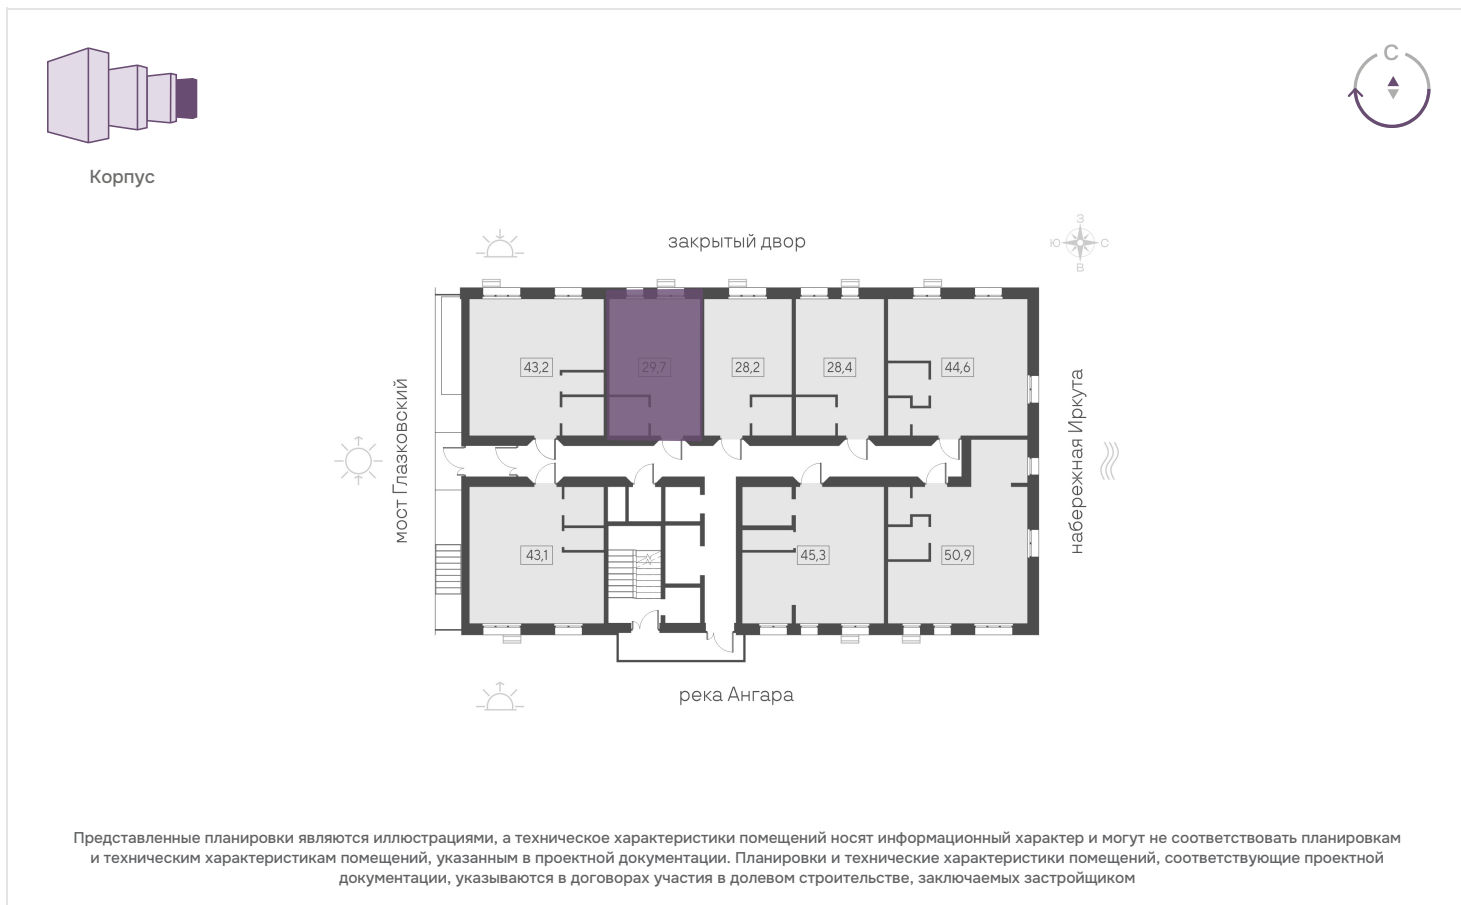 С
Корпус
закрытый двор
З
Ю
С
В
43,2
29,7
28,2
28,4
44,6
мост Глазковский
набережная Иркута
43,1
45,3
50,9
река Ангара
Представленные планировки являются иллюстрациями, а техническое характеристики помещений носят информационный характер и могут не соответствовать планировкам
и техническим характеристикам помещений, указанным в проектной документации. Планировки и технические характеристики помещений, соответствующие проектной
документации, указываются в договорах участия в долевом строительстве, заключаемых застройщиком